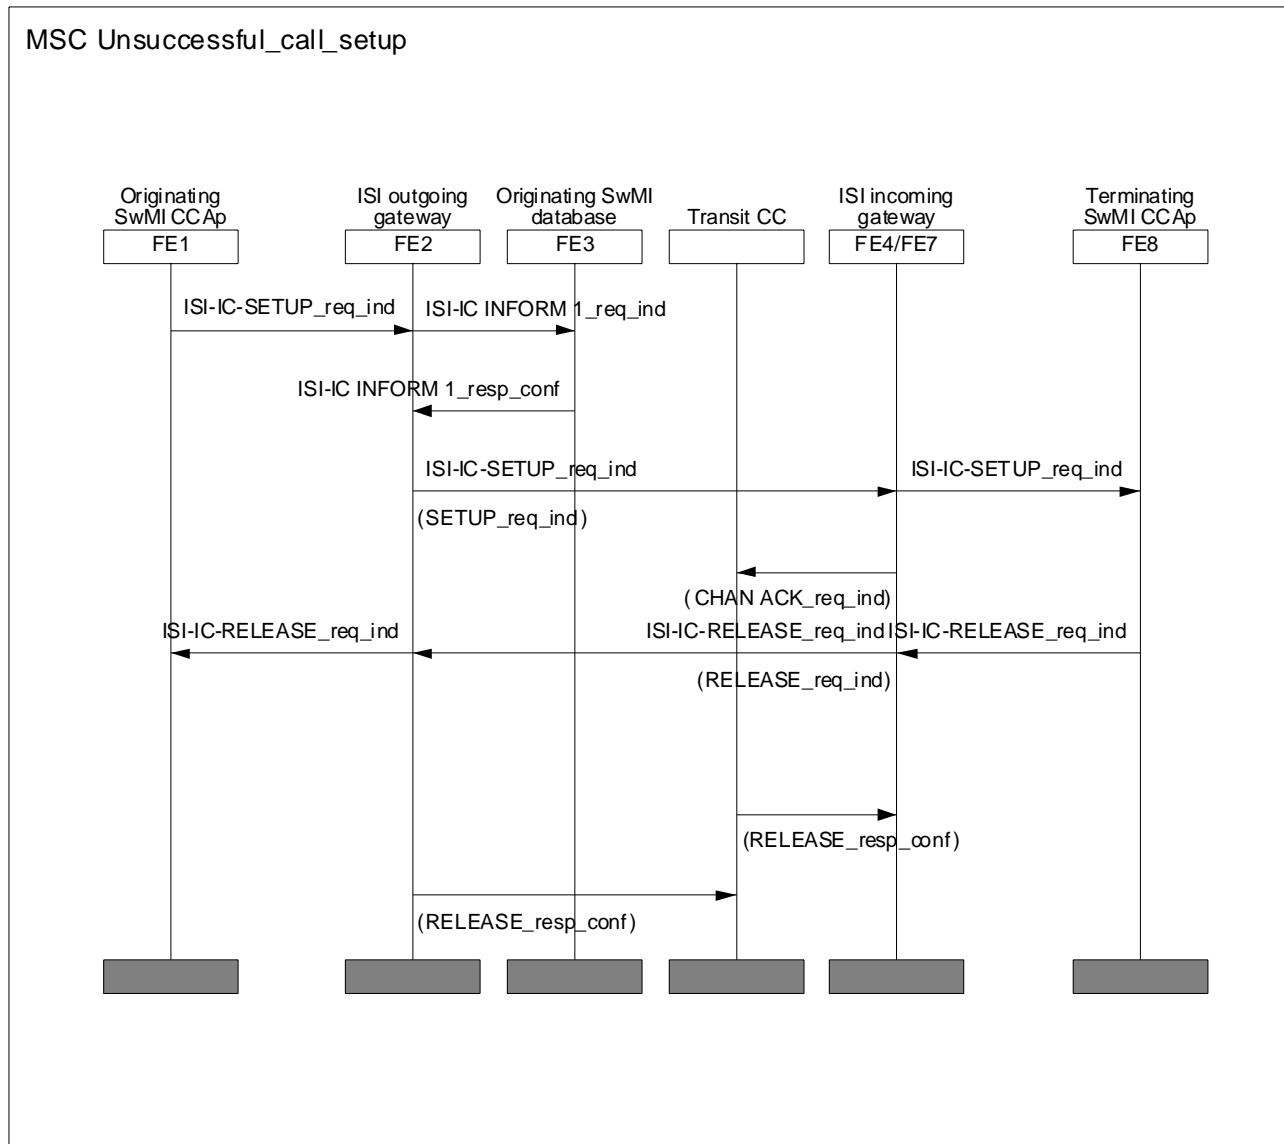 MSC Unsuccessful_call_setup
Originating
SwMI CCAp
FE1
ISI outgoing
gateway
FE2
Originating SwMI
database
FE3
Transit CC
ISI incoming
gateway
FE4/FE7
Terminating
SwMI CCAp
FE8
ISI-IC-SETUP_req_ind
ISI-IC INFORM 1_req_ind
ISI-IC INFORM 1_resp_conf
ISI-IC-SETUP_req_ind
ISI-IC-SETUP_req_ind
(SETUP_req_ind)
(CHAN ACK_req_ind)
ISI-IC-RELEASE_req_ind
ISI-IC-RELEASE_req_ind
ISI-IC-RELEASE_req_ind
(RELEASE_req_ind)
(RELEASE_resp_conf)
(RELEASE_resp_conf)